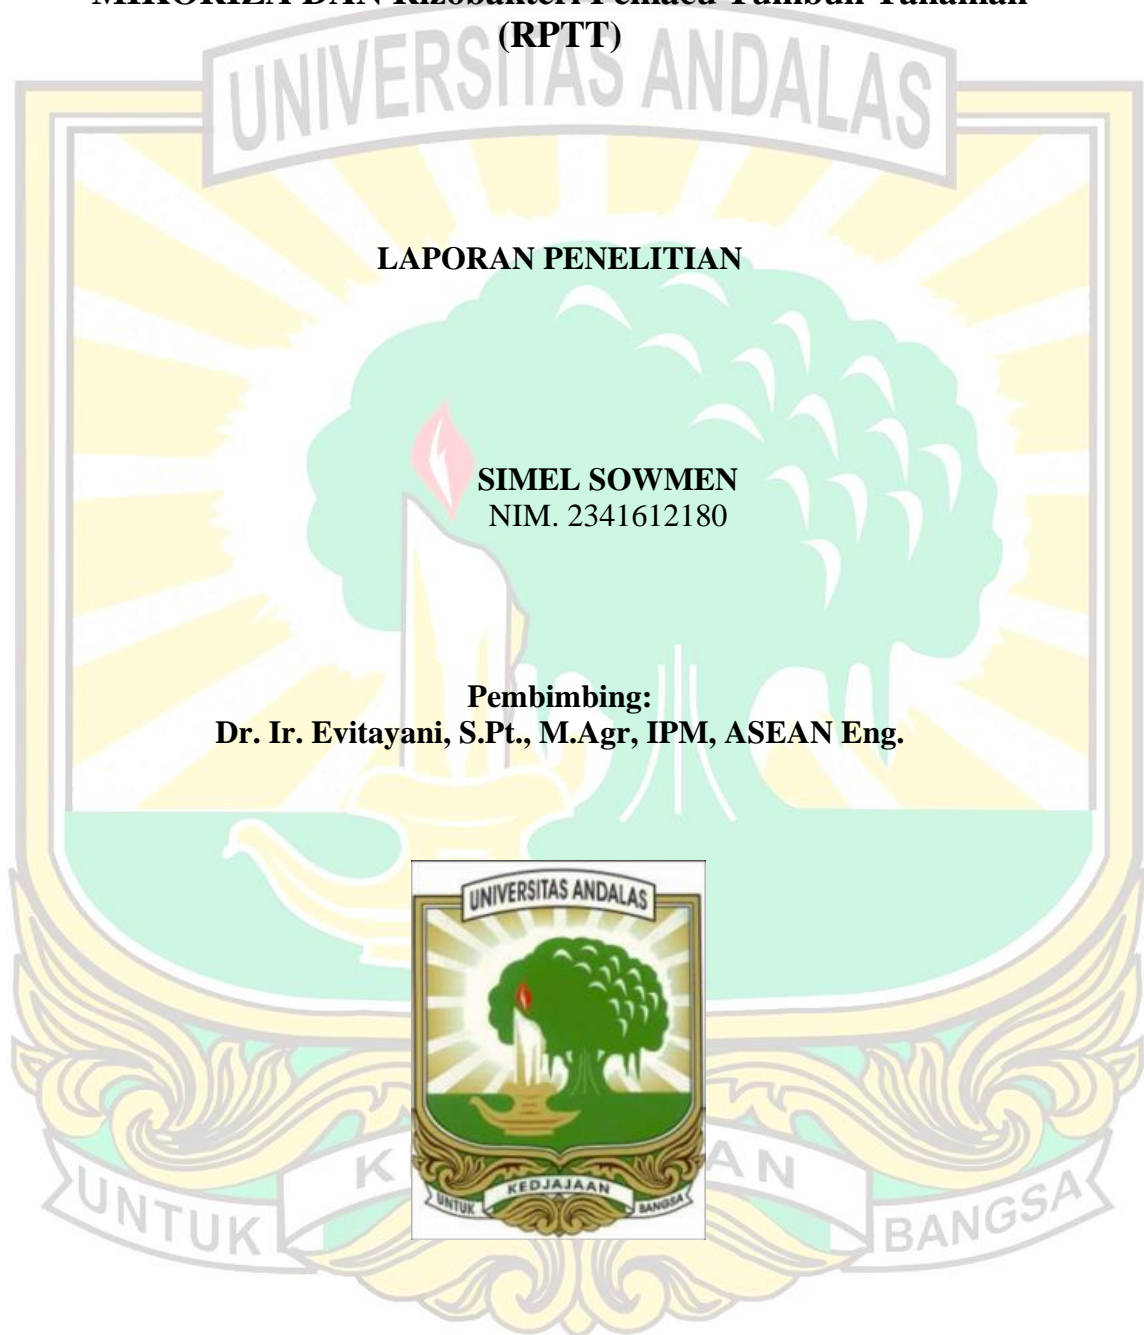 MIKORIZA DAN Rizobakteri Pemacu Tumbuh Tanaman
(RPTT)
UNIVERSITAS ANDALAS
LAPORAN PENELITIAN
SIMEL SOWMEN
NIM. 2341612180
Pembimbing:
Dr. Ir. Evitayani, S.Pt., M.Agr, IPM, ASEAN Eng.
UNIVERSITAS ANDALAS
UNTUK KEDJAJAAN BANGSA
UNTUK K AN BANGSA